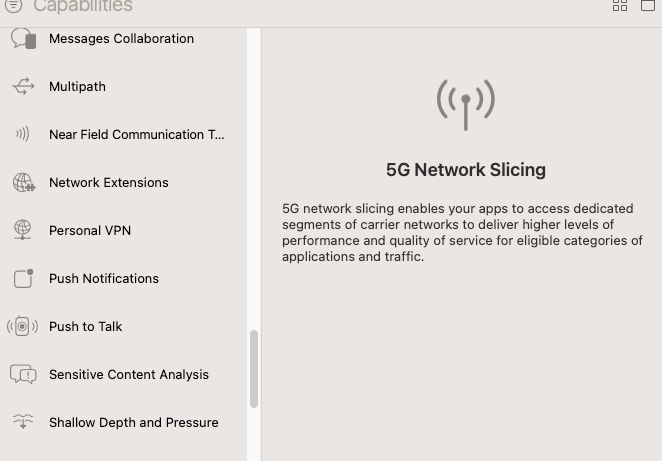 Capabilities
Messages Collaboration
Multipath
Near Field Communication T...
Network Extensions
Personal VPN
Push Notifications
Push to Talk
Sensitive Content Analysis
Shallow Depth and Pressure
5G Network Slicing
5G network slicing enables your apps to access dedicated
segments of carrier networks to deliver higher levels of
performance and quality of service for eligible categories of
applications and traffic.